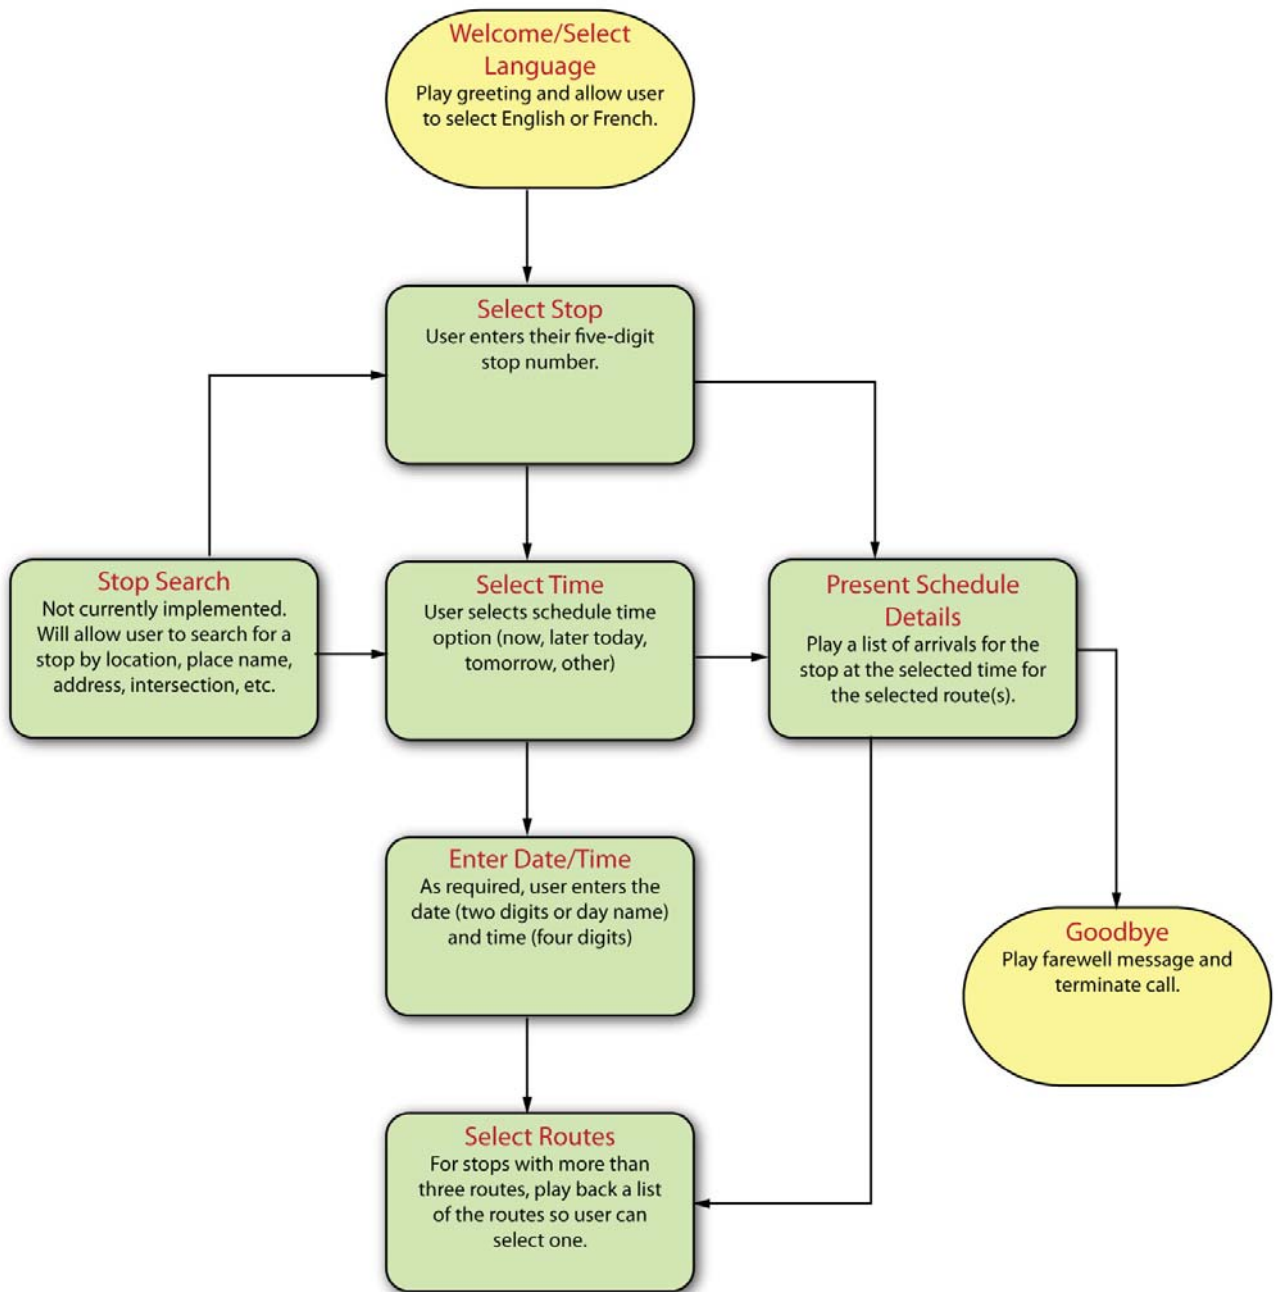 Welcome/Select
Language
Play greeting and allow user
to select English or French.
Select Stop
User enters their five-digit
stop number.
Stop Search
Not currently implemented.
Will allow user to search for a
stop by location, place name,
address, intersection, etc.
Select Time
User selects schedule time
option (now, later today,
tomorrow, other)
Present Schedule
Details
Play a list of arrivals for the
stop at the selected time for
the selected route(s).
Enter Date/Time
As required, user enters the
date (two digits or day name)
and time (four digits)
Goodbye
Play farewell message and
terminate call.
Select Routes
For stops with more than
three routes, play back a list
of the routes so user can
select one.